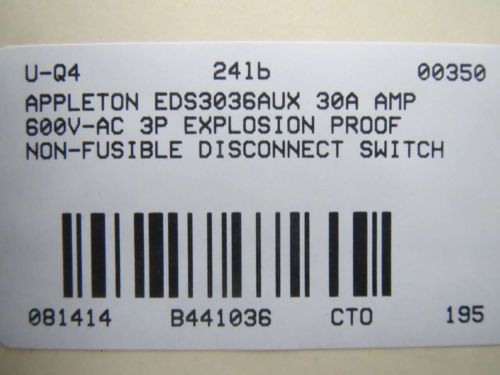 U-Q4 24lb 00350
APPLETON EDS3036AUX 30A AMP
600V-AC 3P EXPLOSION PROOF
NON-FUSIBLE DISCONNECT SWITCH
081414 B441036 CTO 195